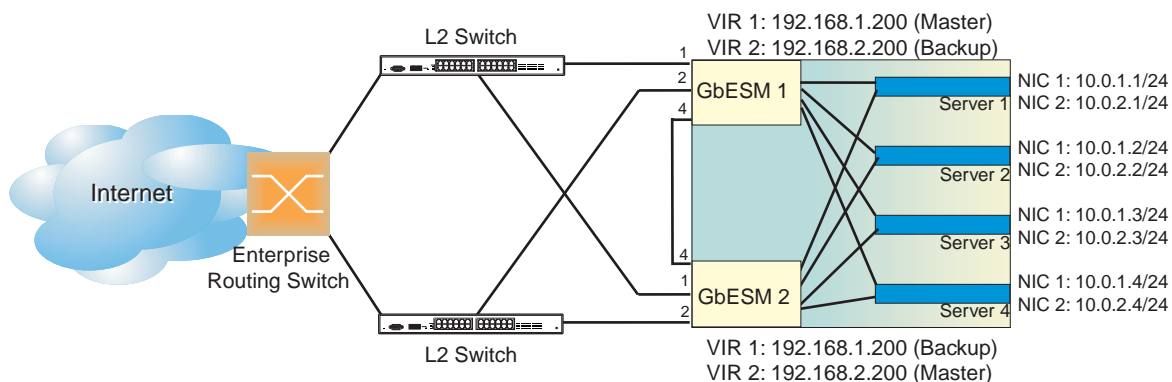 VIR 1: 192.168.1.200 (Master)
VIR 2: 192.168.2.200 (Backup)
L2 Switch
1
2
4
GbESM 1
Server 1
NIC 1: 10.0.1.1/24
NIC 2: 10.0.2.1/24
Server 2
NIC 1: 10.0.1.2/24
NIC 2: 10.0.2.2/24
Server 3
NIC 1: 10.0.1.3/24
NIC 2: 10.0.2.3/24
Server 4
NIC 1: 10.0.1.4/24
NIC 2: 10.0.2.4/24
Internet
Enterprise
Routing Switch
4
1
2
GbESM 2
L2 Switch
VIR 1: 192.168.1.200 (Backup)
VIR 2: 192.168.2.200 (Master)